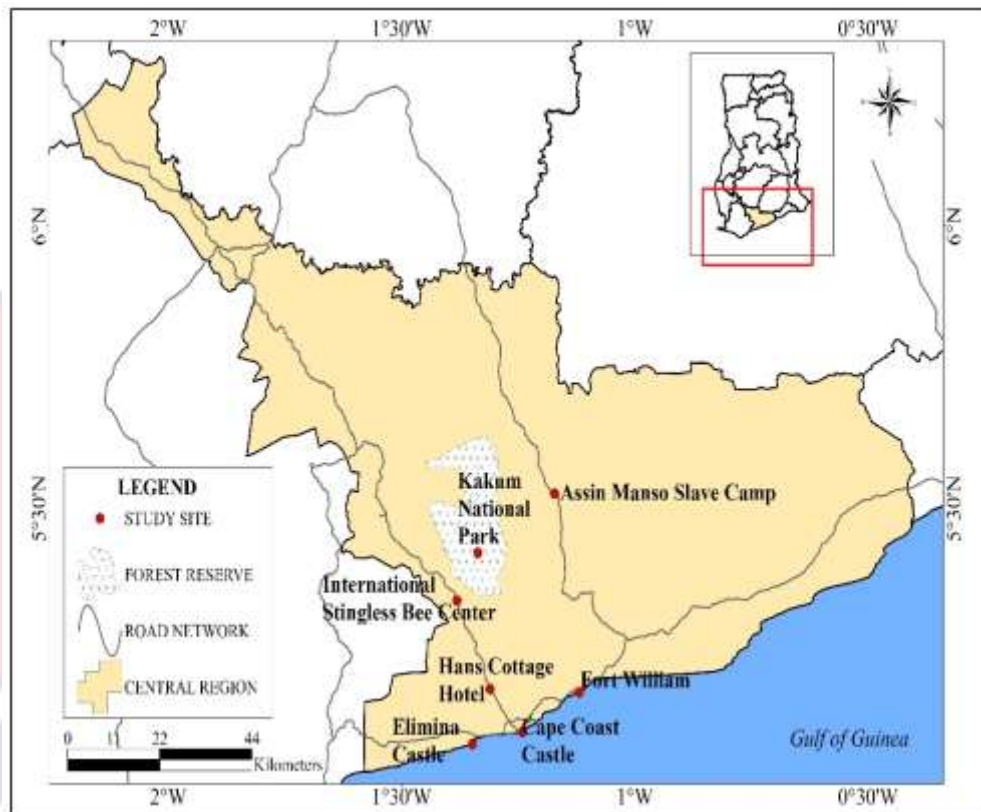 2°W 1°30'W 1°W 0°30'W
6°N
6°N
Kakum
National
Park
Assin Manso Slave Camp
5°30'N
5°30'N
LEGEND
STUDY SITE
FOREST RESERVE
ROAD NETWORK
CENTRAL REGION
0 11 22 44
Kilometers
International
Stingless Bee Center
Hans Cottage
Hotel
Fort William
Elimina
Castle
Cape Coast
Castle
Gulf of Guinea
2°W 1°30'W 1°W 0°30'W